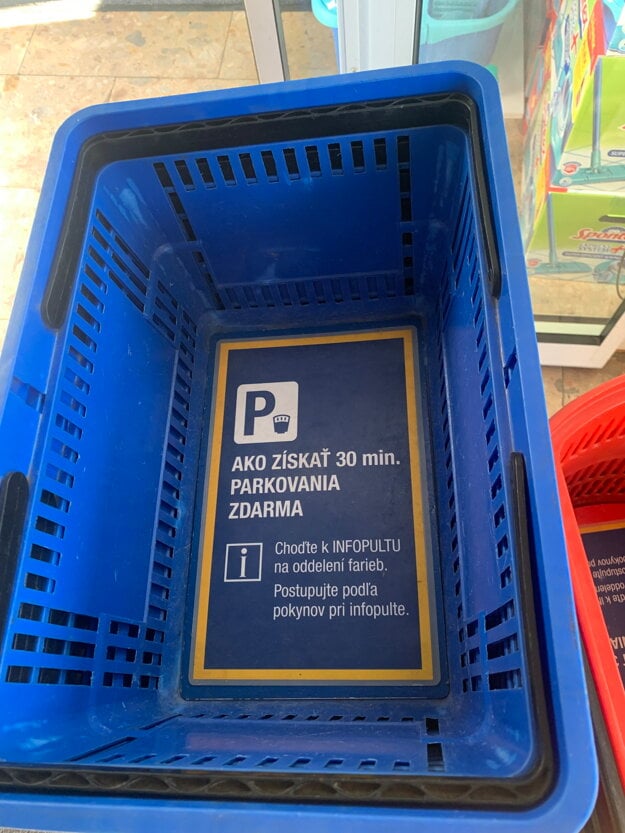 P
AKO ZÍSKAŤ 30 min.
PARKOVANIA
ZDARMA
i
Choďte k INFOPULTU
na oddelení farieb.
Postupujte podľa
pokynov pri infopulte.